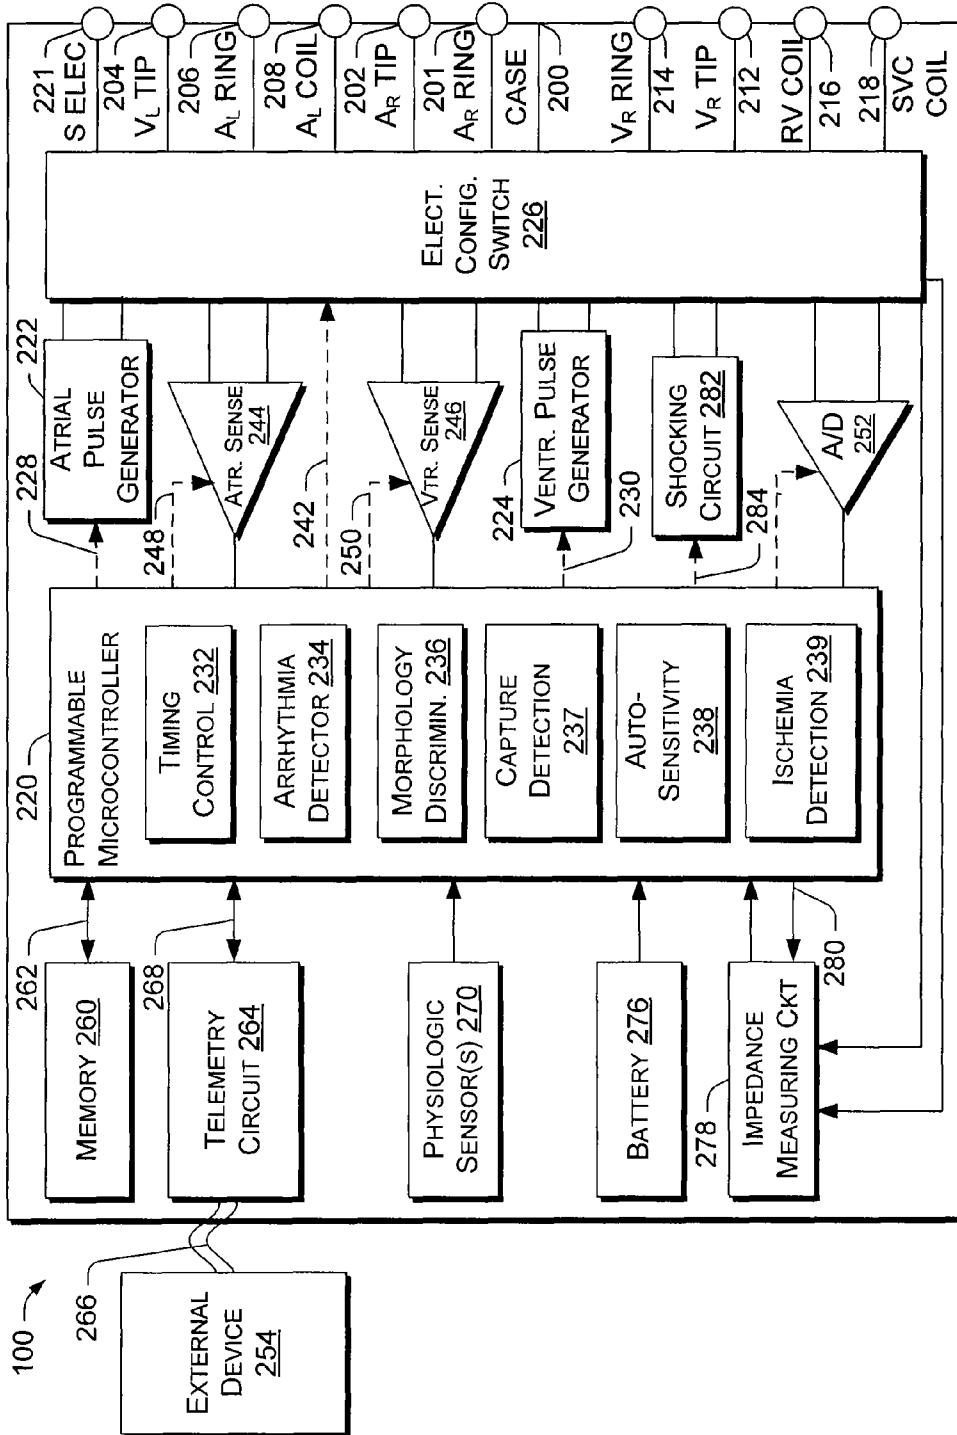 100
EXTERNAL
DEVICE
254
266
MEMORY 260
262
TELEMETRY
CIRCUIT 264
268
PHYSIOLOGIC
SENSOR(S) 270
BATTERY 276
278
IMPEDANCE
MEASURING CKT
280
220
PROGRAMMABLE
MICROCONTROLLER
TIMING
CONTROL 232
ARRHYTHMIA
DETECTOR 234
MORPHOLOGY
DISCRIMIN. 236
CAPTURE
DETECTION
237
AUTO-
SENSITIVITY
238
ISCHEMIA
DETECTION 239
222
228
ATRIAL
PULSE
GENERATOR
248
ATR. SENSE
244
242
250
VTR. SENSE
246
224
VENTR. PULSE
GENERATOR
230
SHOCKING
CIRCUIT 282
284
A/D
252
ELECT.
CONFIG.
SWITCH
226
221
S ELEC
204
VL TIP
206
AL RING
208
AL COIL
202
AR TIP
201
AR RING
CASE
200
VR RING
214
VR TIP
212
RV COIL
216
218
SVC
COIL